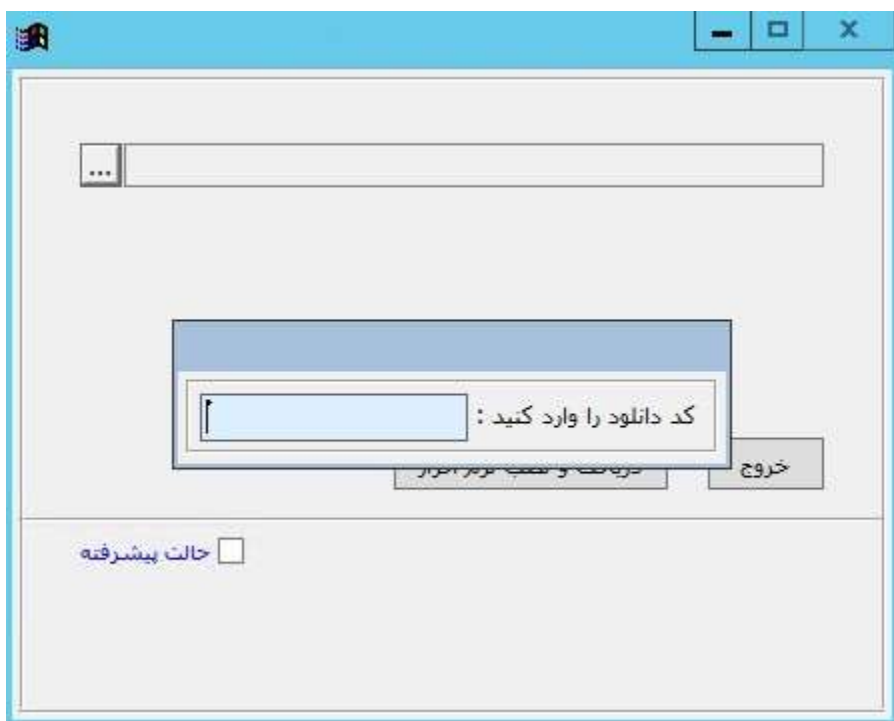 ...
کد دانلود را وارد کنید :
خروج
حالت پیشرفته